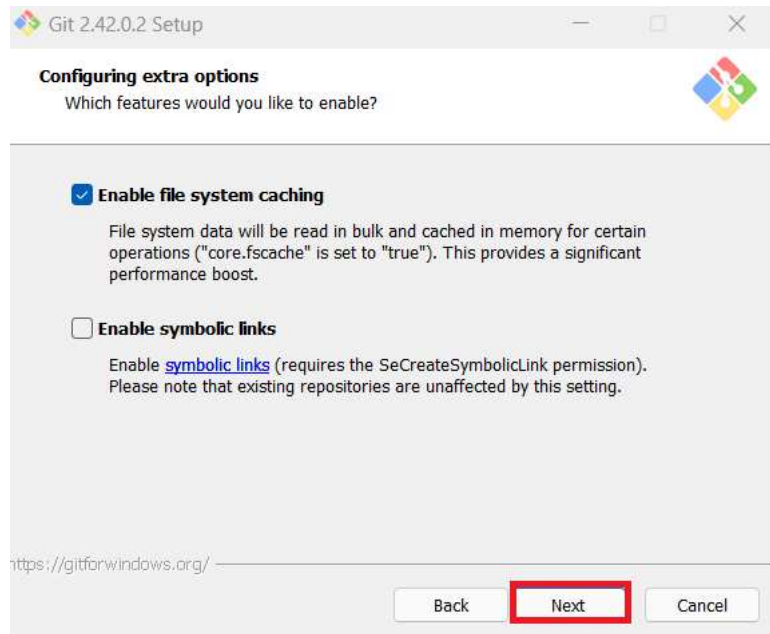 Git 2.42.0.2 Setup
Configuring extra options
Which features would you like to enable?
Enable file system caching
File system data will be read in bulk and cached in memory for certain
operations ("core.fscache" is set to "true"). This provides a significant
performance boost.
Enable symbolic links
Enable symbolic links (requires the SeCreateSymbolicLink permission).
Please note that existing repositories are unaffected by this setting.
https://gitforwindows.org/
Back Next Cancel